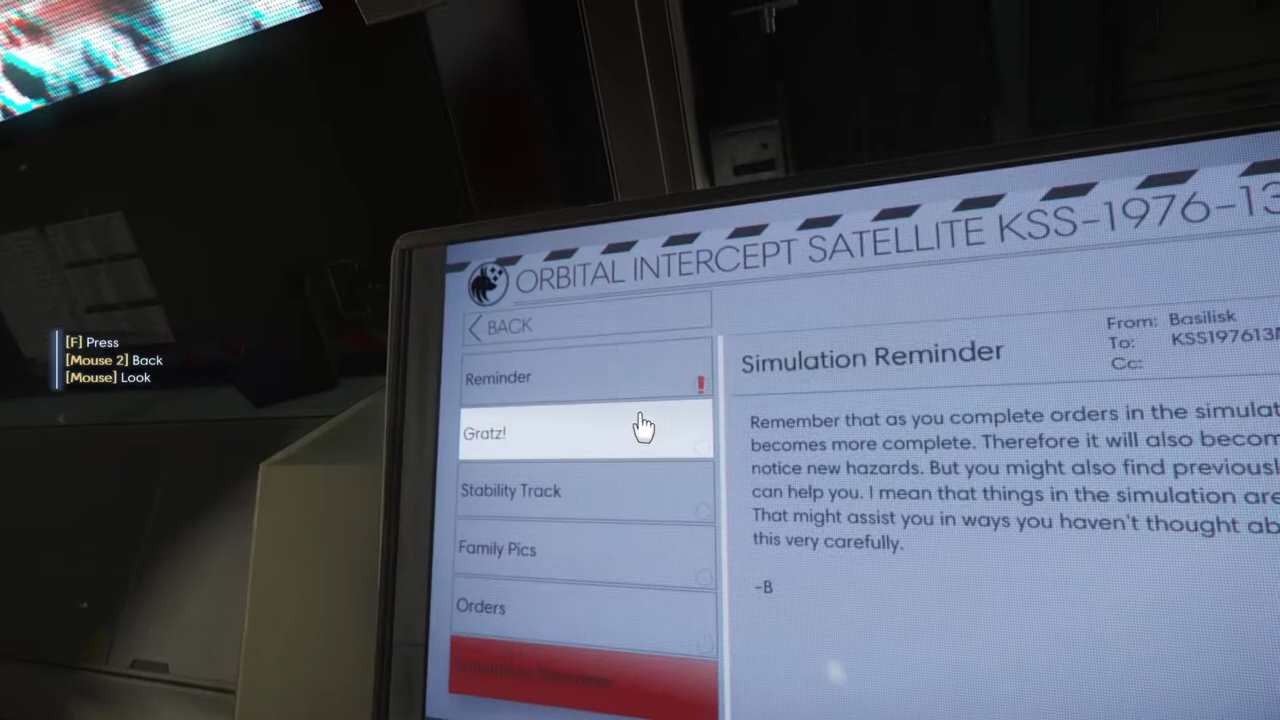 ORBITAL INTERCEPT SATELLITE KSS-1976-13
BACK
Reminder
Gratz!
Stability Track
Family Pics
Orders
Simulation Reminder
From: Basilisk
To: KSS197613
Cc:
Remember that as you complete orders in the simulat
becomes more complete. Therefore it will also becom
notice new hazards. But you might also find previousl
can help you. I mean that things in the simulation are
That might assist you in ways you haven't thought ab
this very carefully.
-B
[F] Press
[Mouse 2] Back
[Mouse] Look